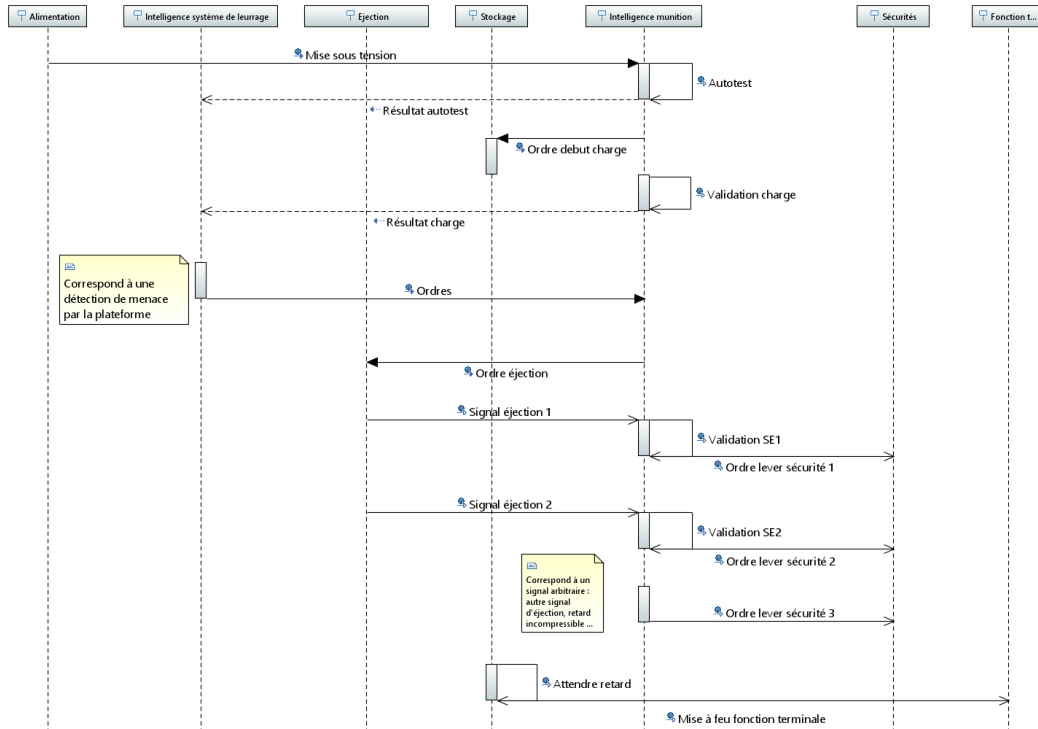 Alimentation
Intelligence système de leurrage
Ejection
Stockage
Intelligence munition
Sécurités
Fonction t...
Mise sous tension
Autotest
Résultat autotest
Ordre debut charge
Validation charge
Résultat charge
Correspond à une
détection de menace
par la plateforme
Ordres
Ordre éjection
Signal éjection 1
Validation SE1
Ordre lever sécurité 1
Signal éjection 2
Validation SE2
Ordre lever sécurité 2
Correspond à un
signal arbitraire :
autre signal
d'éjection, retard
incompressible ...
Ordre lever sécurité 3
Attendre retard
Mise à feu fonction terminale